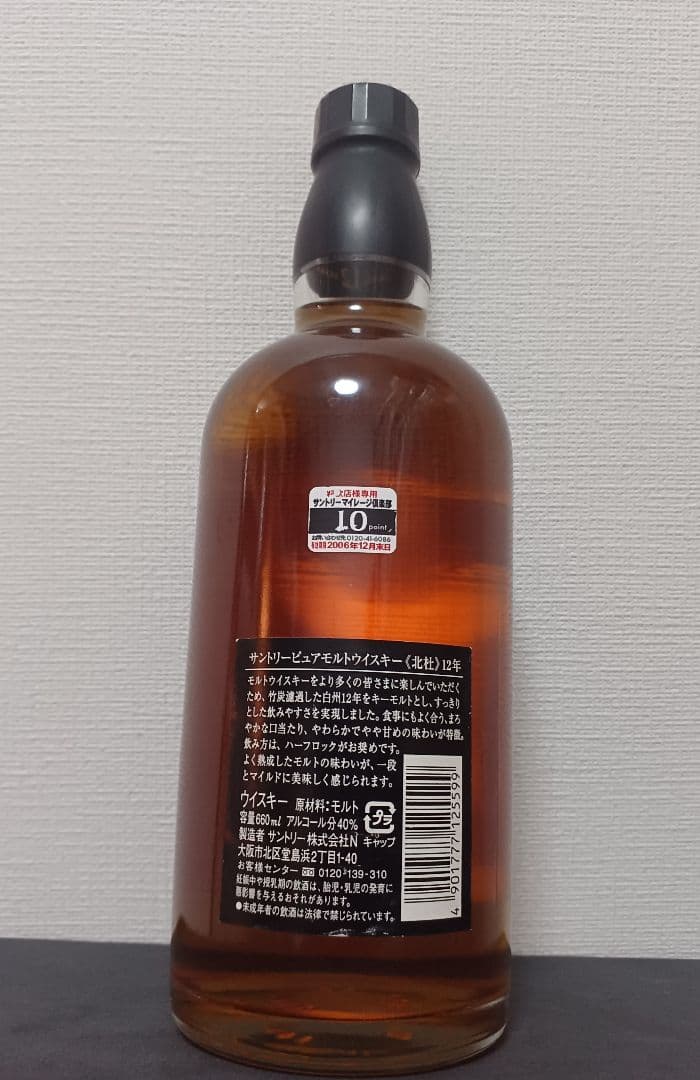 店様専用
サントリーマイレージ倶楽部
10 point
お問い合わせ先 0120-41-6086
2006年12月末日
サントリーピュアモルトウイスキー《北杜》12年
モルトウイスキーをより多くの皆さまに楽しんでいただく
ため、竹炭濾過した白州12年をキーモルトとし、すっきり
とした飲みやすさを実現しました。食事にもよく合う、まろ
やかな口当たり、やわらかでやや甘めの味わいが特徴。
飲み方は、ハーフロックがお奨めです。
よく熟成したモルトの味わいが、一段
とマイルドに美味しく感じられます。
ウイスキー 原材料:モルト
容量660ml アルコール分40%
製造者 サントリー株式会社N
プラ
キャップ
大阪市北区堂島浜2丁目1-40
お客様センター 0120-139-310
妊娠中や授乳期の飲酒は、胎児・乳児の発育に
悪影響を与えるおそれがあります。
●未成年者の飲酒は法律で禁じられています。
4 901777 125599